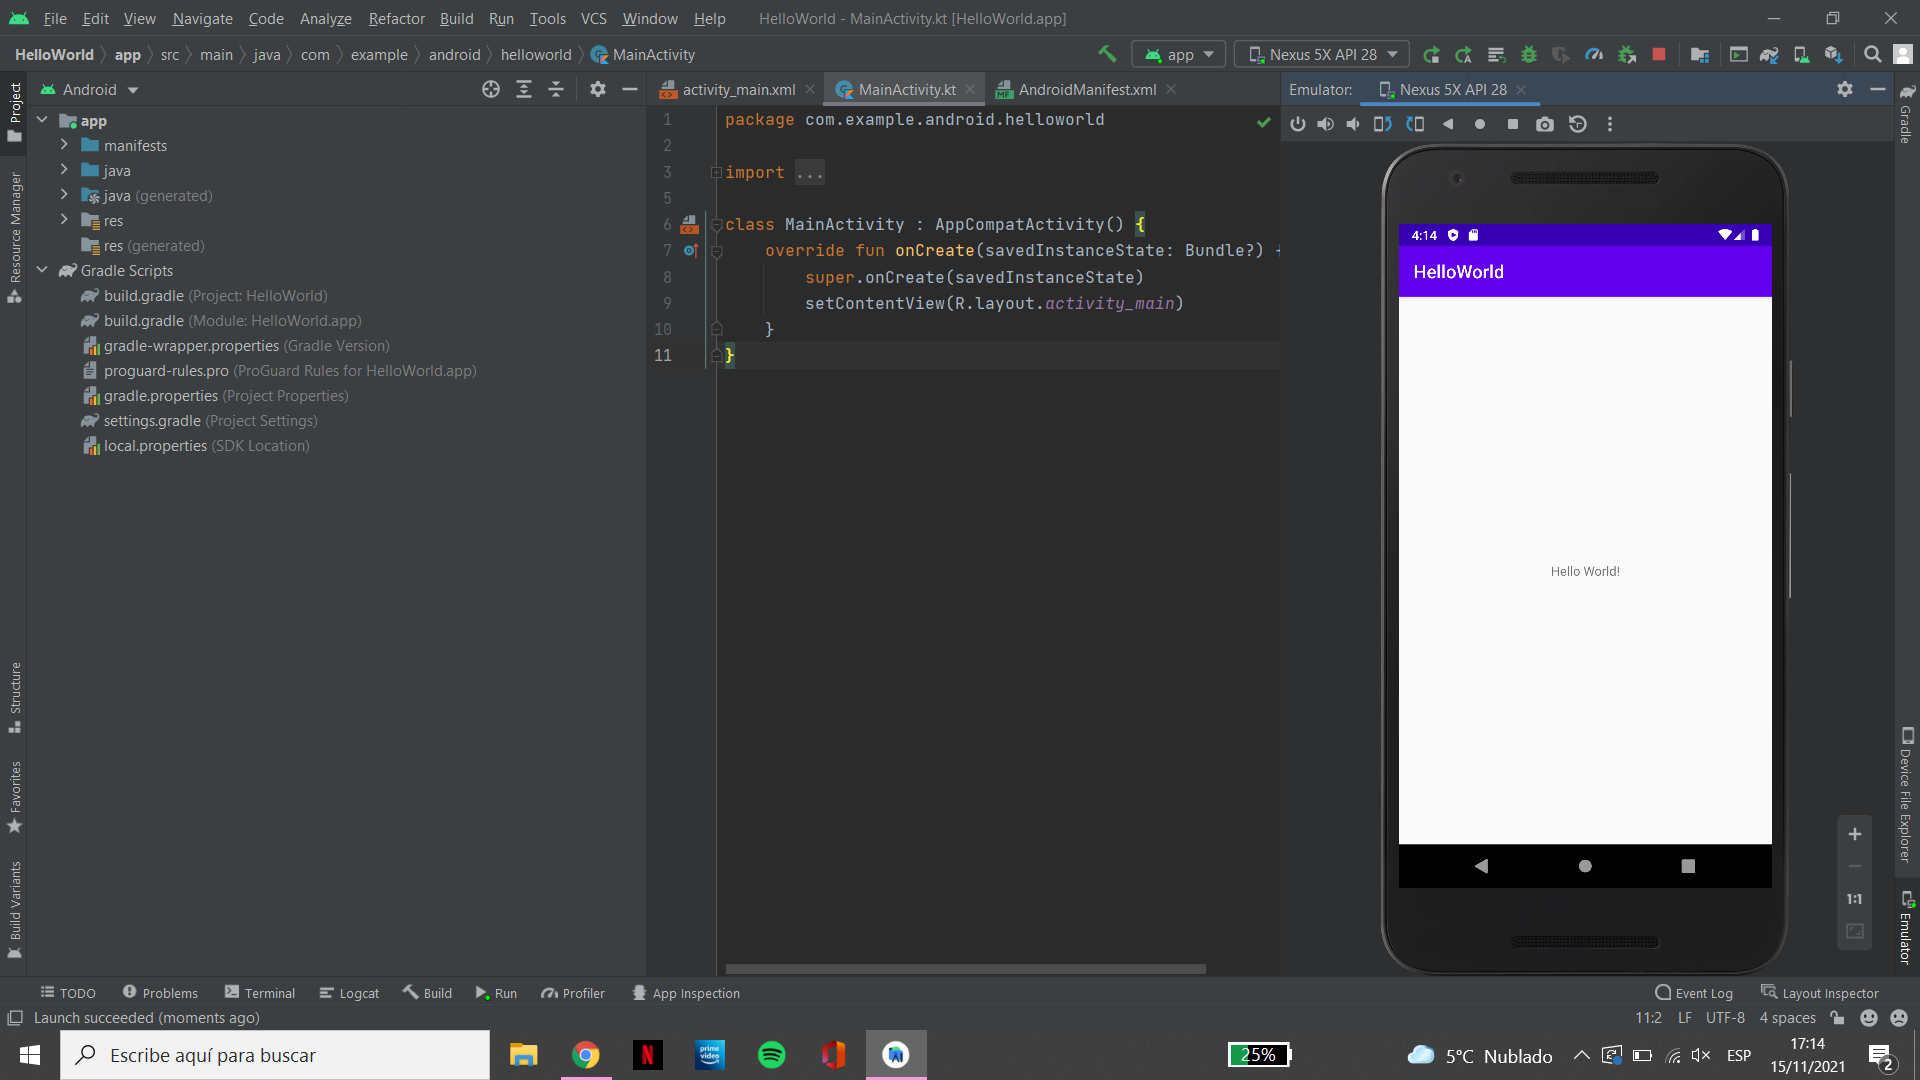 File Edit View Navigate Code Analyze Refactor Build Run Tools VCS Window Help HelloWorld - MainActivity.kt [HelloWorld.app]
HelloWorld app src main java com example android helloworld MainActivity app Nexus 5X API 28
Project
Resource Manager
Structure
Favorites
Build Variants
Android
app
manifests
java
java (generated)
res
res (generated)
Gradle Scripts
build.gradle (Project: HelloWorld)
build.gradle (Module: HelloWorld.app)
gradle-wrapper.properties (Gradle Version)
proguard-rules.pro (ProGuard Rules for HelloWorld.app)
gradle.properties (Project Properties)
settings.gradle (Project Settings)
local.properties (SDK Location)
activity_main.xml MainActivity.kt AndroidManifest.xml
1 package com.example.android.helloworld
2
3 import ...
5
6 class MainActivity : AppCompatActivity() {
7 override fun onCreate(savedInstanceState: Bundle?) {
8 super.onCreate(savedInstanceState)
9 setContentView(R.layout.activity_main)
10 }
11 }
Emulator: Nexus 5X API 28
4:14
HelloWorld
Hello World!
1:1
Gradle
Device File Explorer
Emulator
TODO Problems Terminal Logcat Build Run Profiler App Inspection Event Log Layout Inspector
Launch succeeded (moments ago) 11:2 LF UTF-8 4 spaces
Escribe aquí para buscar
N
prime video
25%
5°C Nublado
ESP
17:14
15/11/2021
2